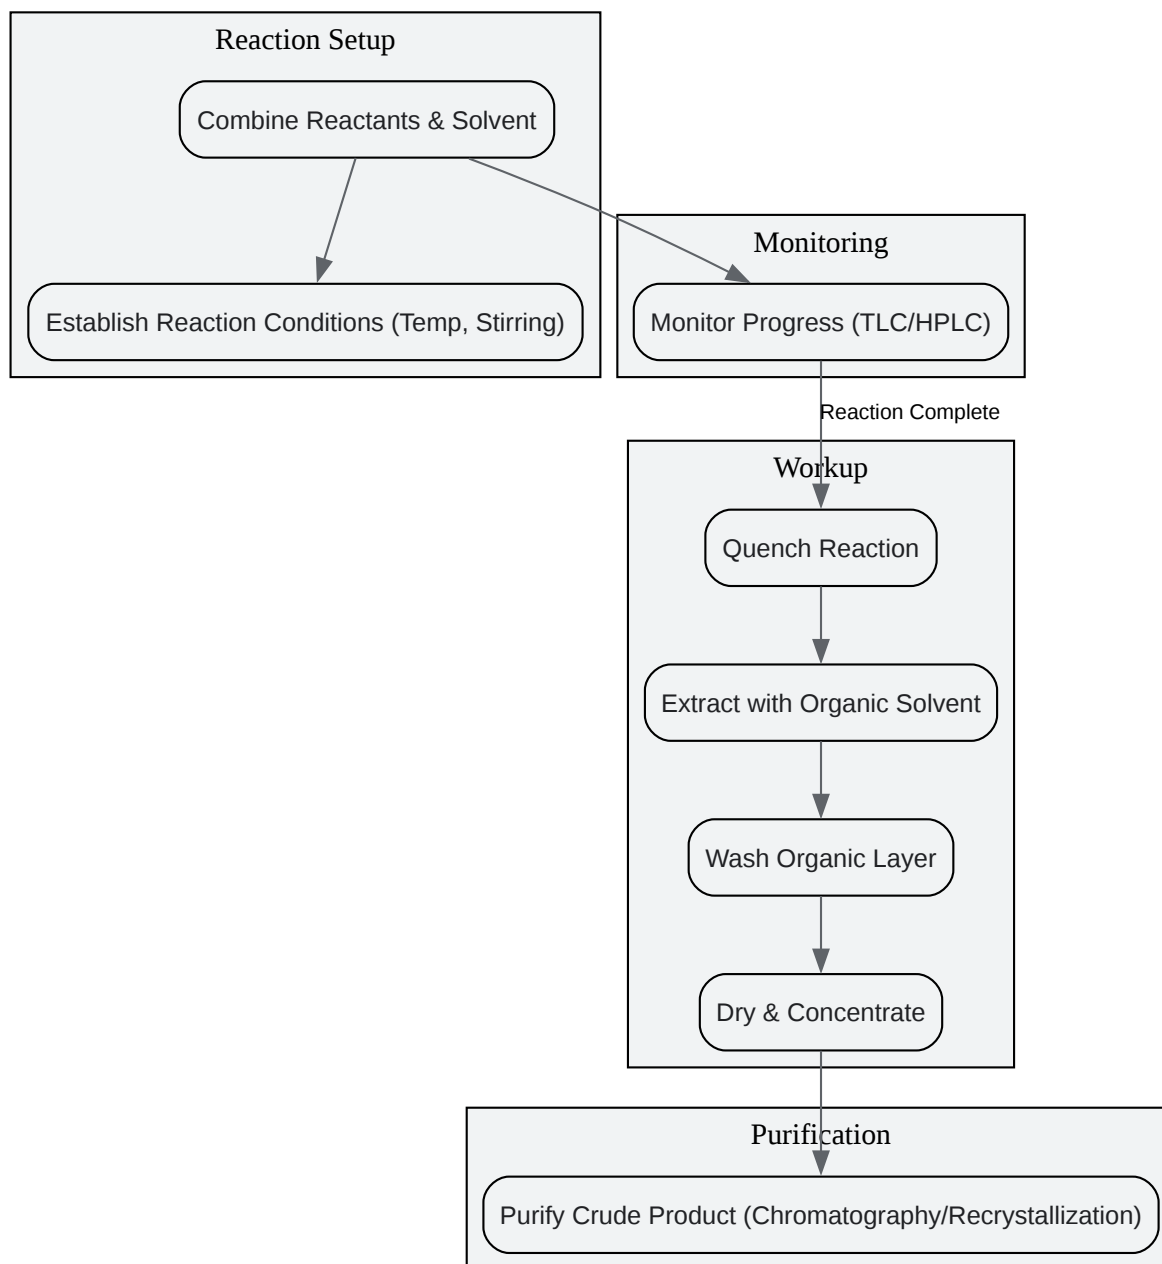 Reaction Setup
Combine Reactants & Solvent
Establish Reaction Conditions (Temp, Stirring)
Monitoring
Monitor Progress (TLC/HPLC)
Reaction Complete
Workup
Quench Reaction
Extract with Organic Solvent
Wash Organic Layer
Dry & Concentrate
Purification
Purify Crude Product (Chromatography/Recrystallization)